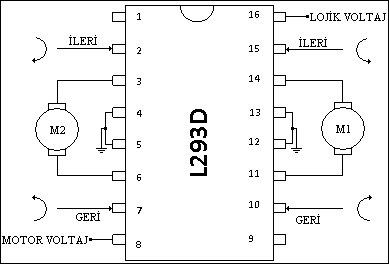 1 16 LOJİK VOLTAJ
İLERİ 2 15 İLERİ
3 14
4 13
M2 L293D M1
5 12
6 11
GERİ 7 10 GERİ
MOTOR VOLTAJ 8 9